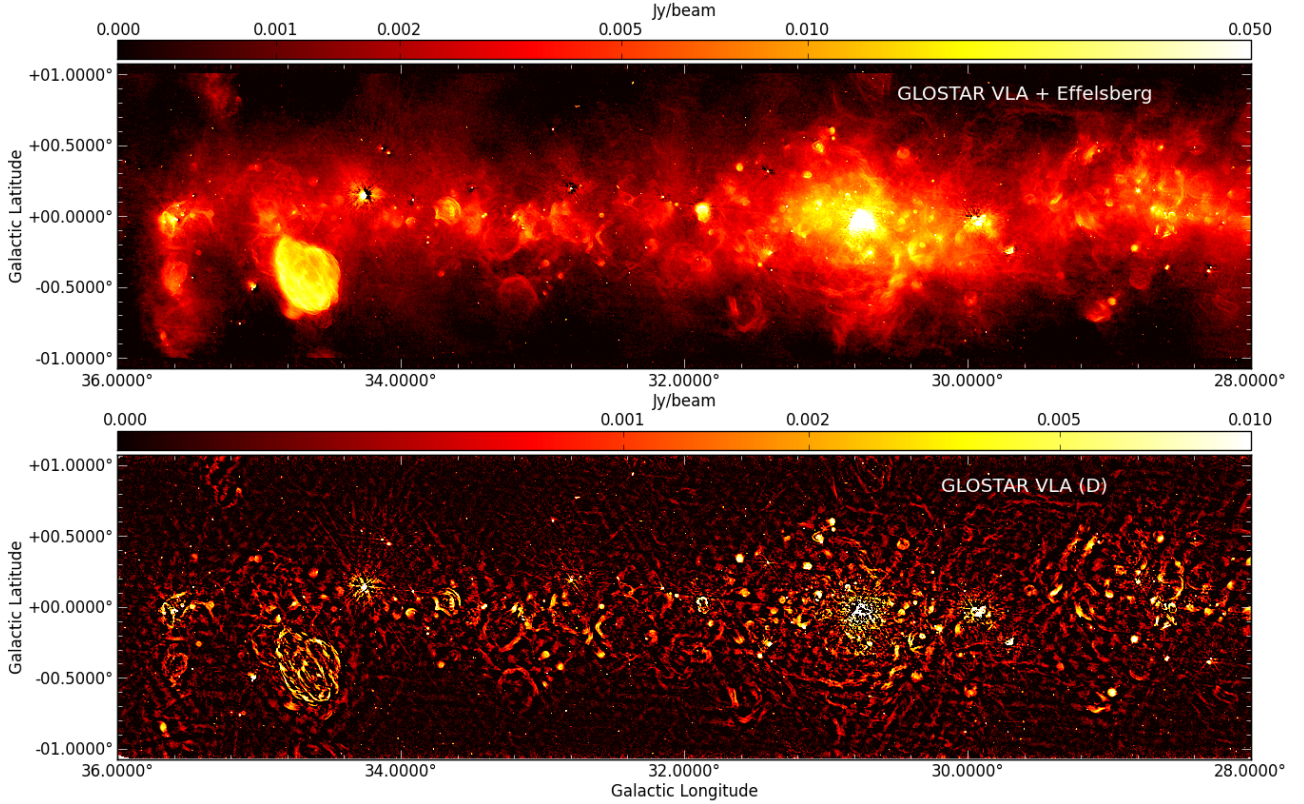 Jy/beam
0.000 0.001 0.002 0.005 0.010 0.050
GLOSTAR VLA + Effelsberg
Galactic Latitude
+01.0000°
+00.5000°
+00.0000°
-00.5000°
-01.0000°
36.0000° 34.0000° 32.0000° 30.0000° 28.0000°
Jy/beam
0.000 0.001 0.002 0.005 0.010
GLOSTAR VLA (D)
Galactic Latitude
+01.0000°
+00.5000°
+00.0000°
-00.5000°
-01.0000°
36.0000° 34.0000° 32.0000° 30.0000° 28.0000°
Galactic Longitude